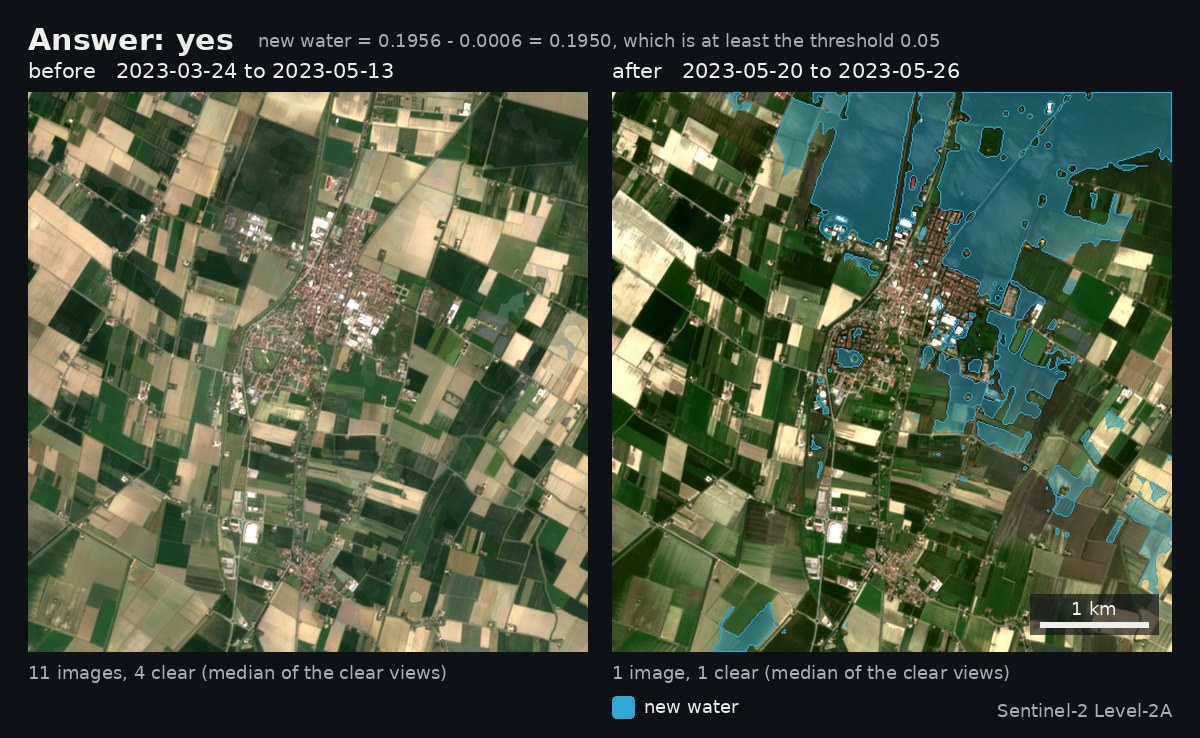 Answer: yes new water = 0.1956 - 0.0006 = 0.1950, which is at least the threshold 0.05
before 2023-03-24 to 2023-05-13
after 2023-05-20 to 2023-05-26
1 km
11 images, 4 clear (median of the clear views)
1 image, 1 clear (median of the clear views)
new water
Sentinel-2 Level-2A